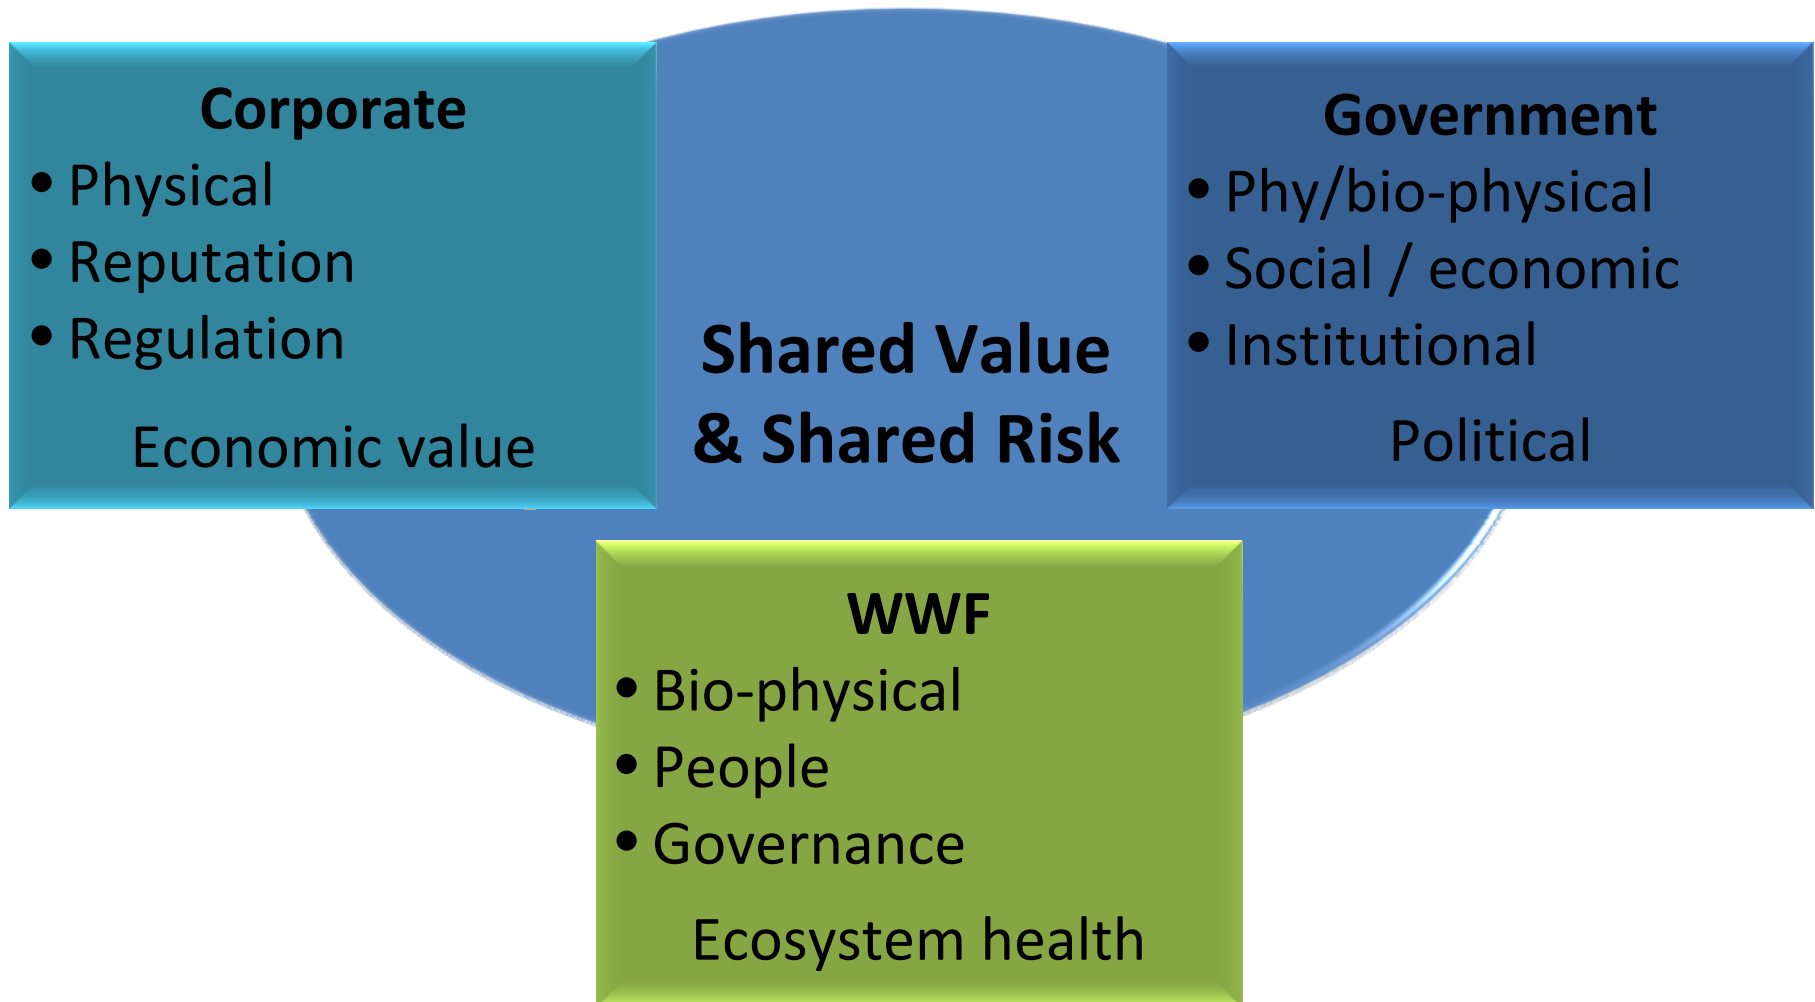 Corporate
• Physical
• Reputation
• Regulation
Economic value
Shared Value
& Shared Risk
Government
• Phy/bio-physical
• Social / economic
• Institutional
Political
WWF
• Bio-physical
• People
• Governance
Ecosystem health